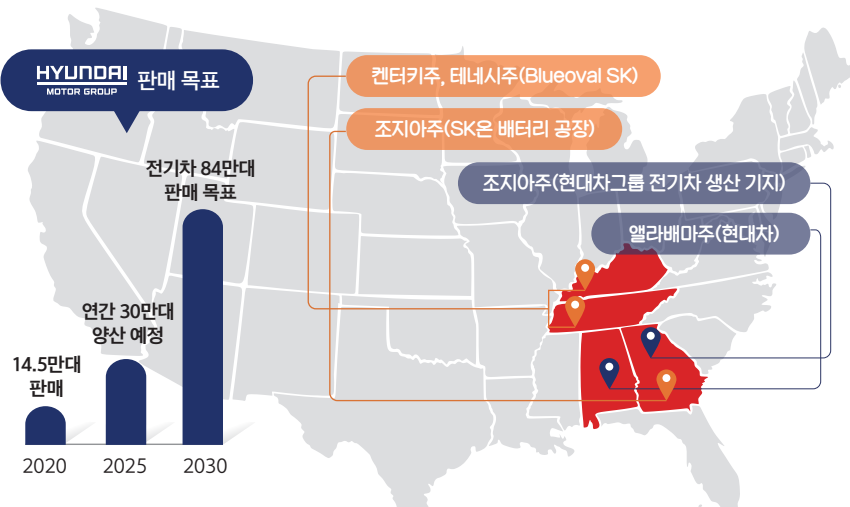 HYUNDAI
MOTOR GROUP
판매 목표
켄터키주, 테네시주(Blueoval SK)
조지아주(SK온 배터리 공장)
조지아주(현대차그룹 전기차 생산 기지)
앨라배마주(현대차)
전기차 84만대
판매 목표
연간 30만대
양산 예정
14.5만대
판매
2020
2025
2030